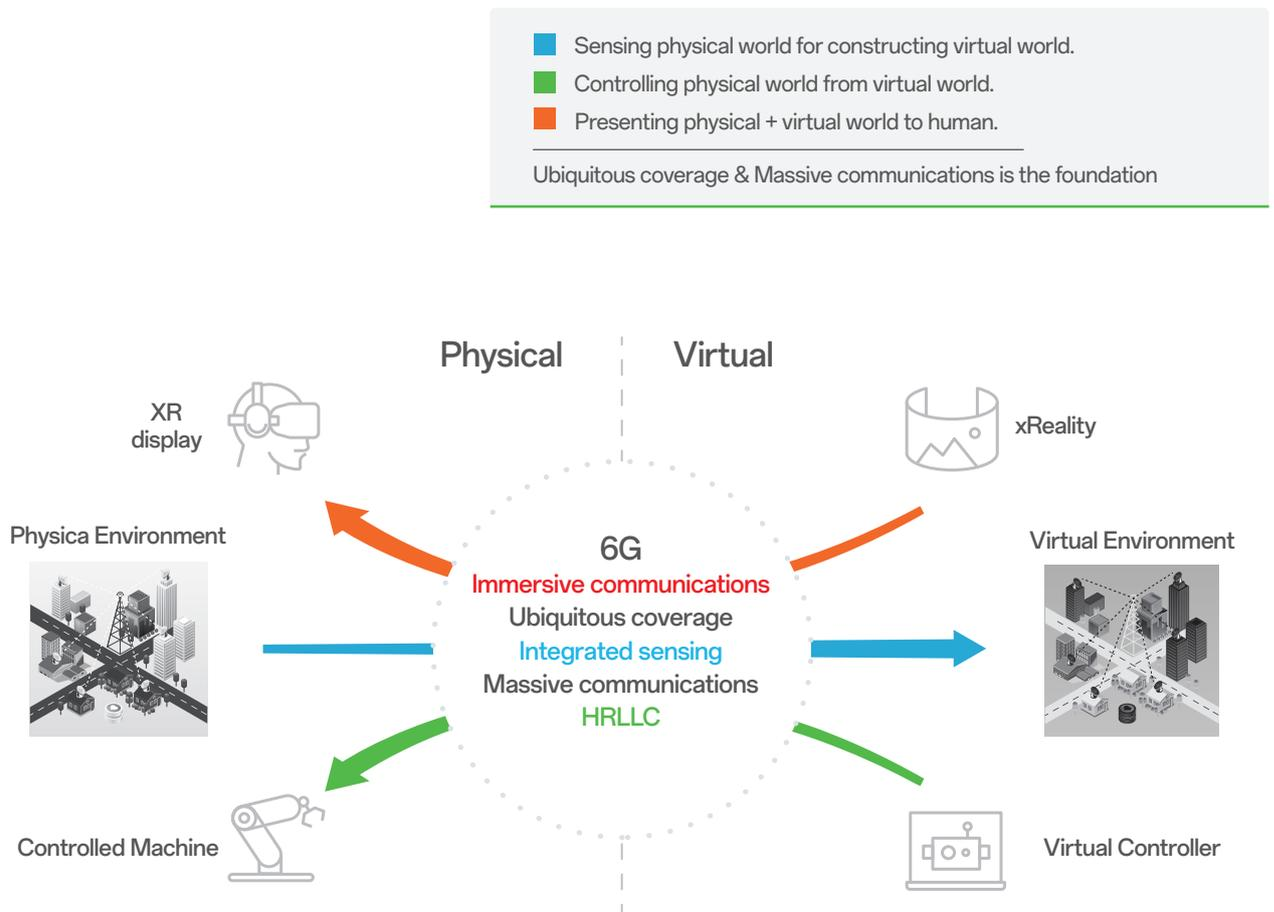 Sensing physical world for constructing virtual world.
Controlling physical world from virtual world.
Presenting physical + virtual world to human.
Ubiquitous coverage & Massive communications is the foundation
Physical
Virtual
XR
display
xReality
Physica Environment
Virtual Environment
6G
Immersive communications
Ubiquitous coverage
Integrated sensing
Massive communications
HRLLC
Controlled Machine
Virtual Controller